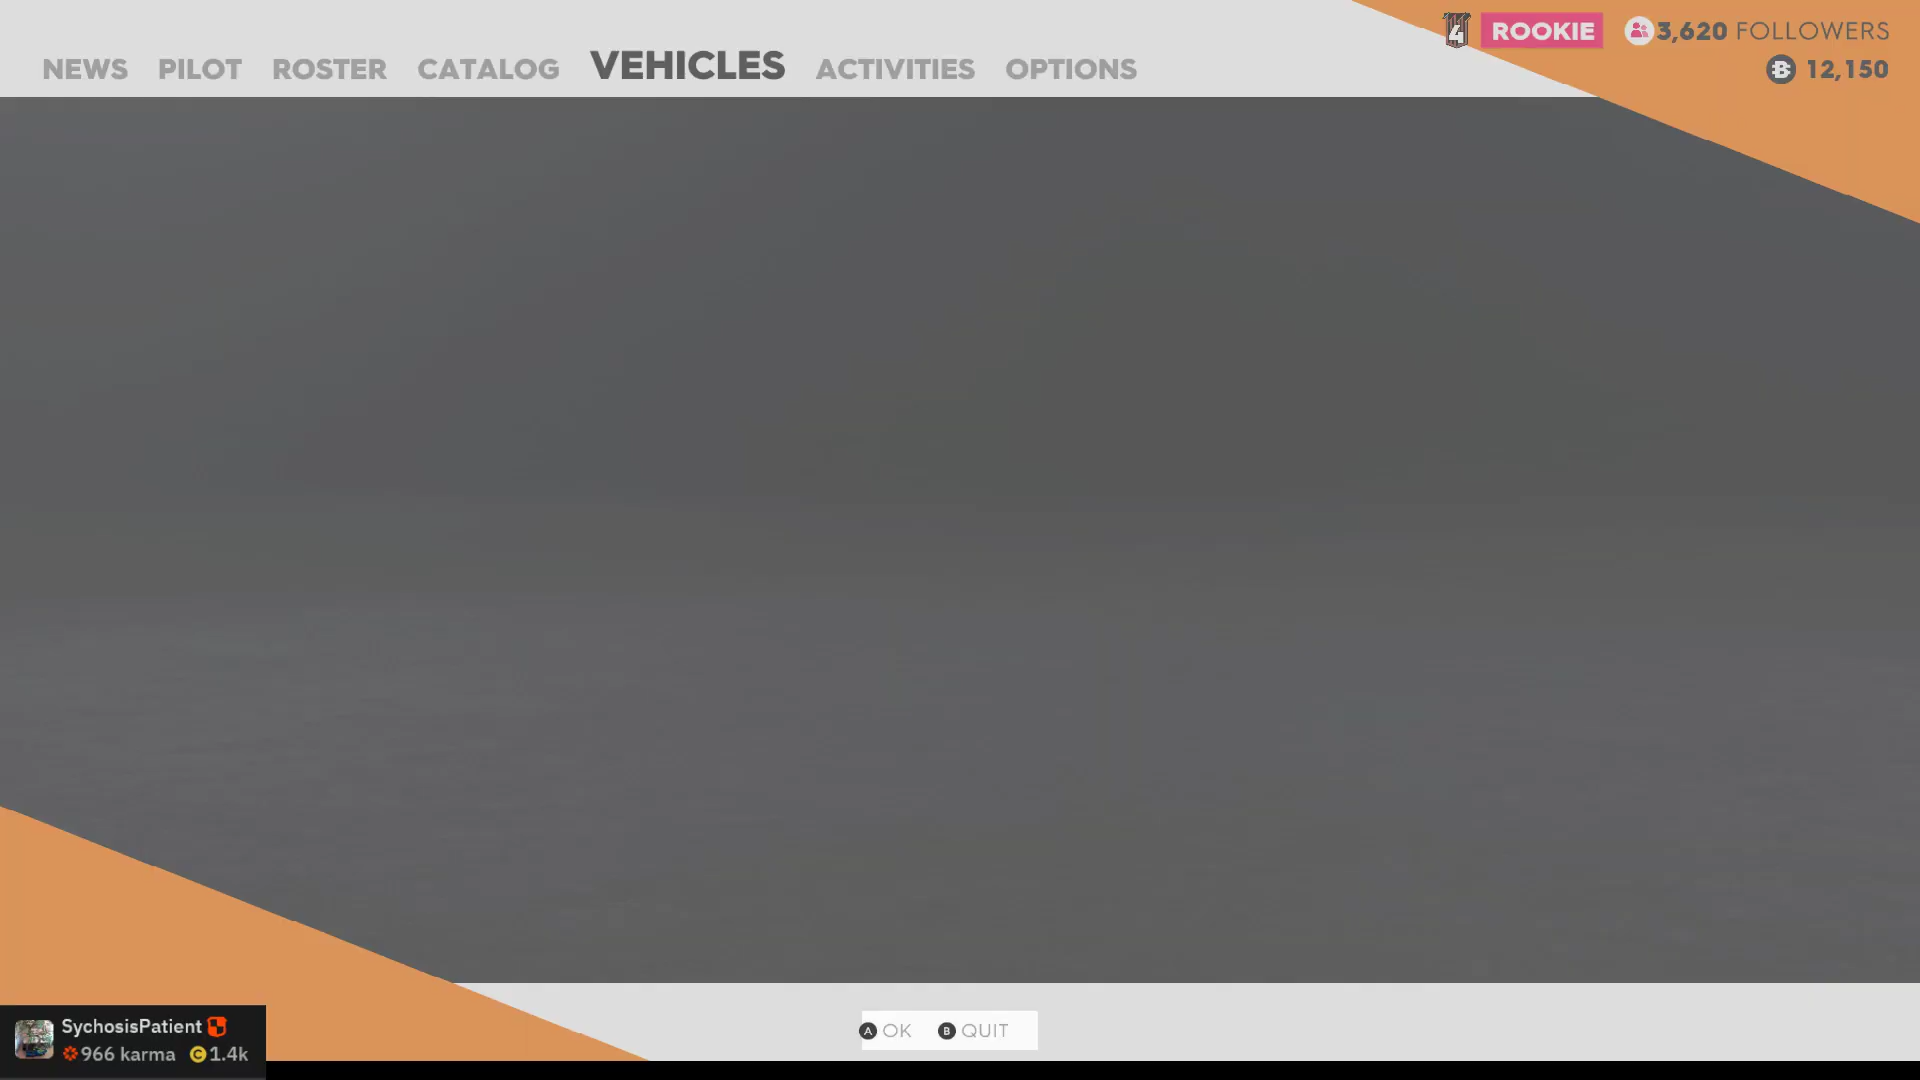 NEWS PILOT ROSTER CATALOG VEHICLES ACTIVITIES OPTIONS
4 ROOKIE 3,620 FOLLOWERS
12,150
A OK B QUIT
SychosisPatient
966 karma C 1.4k